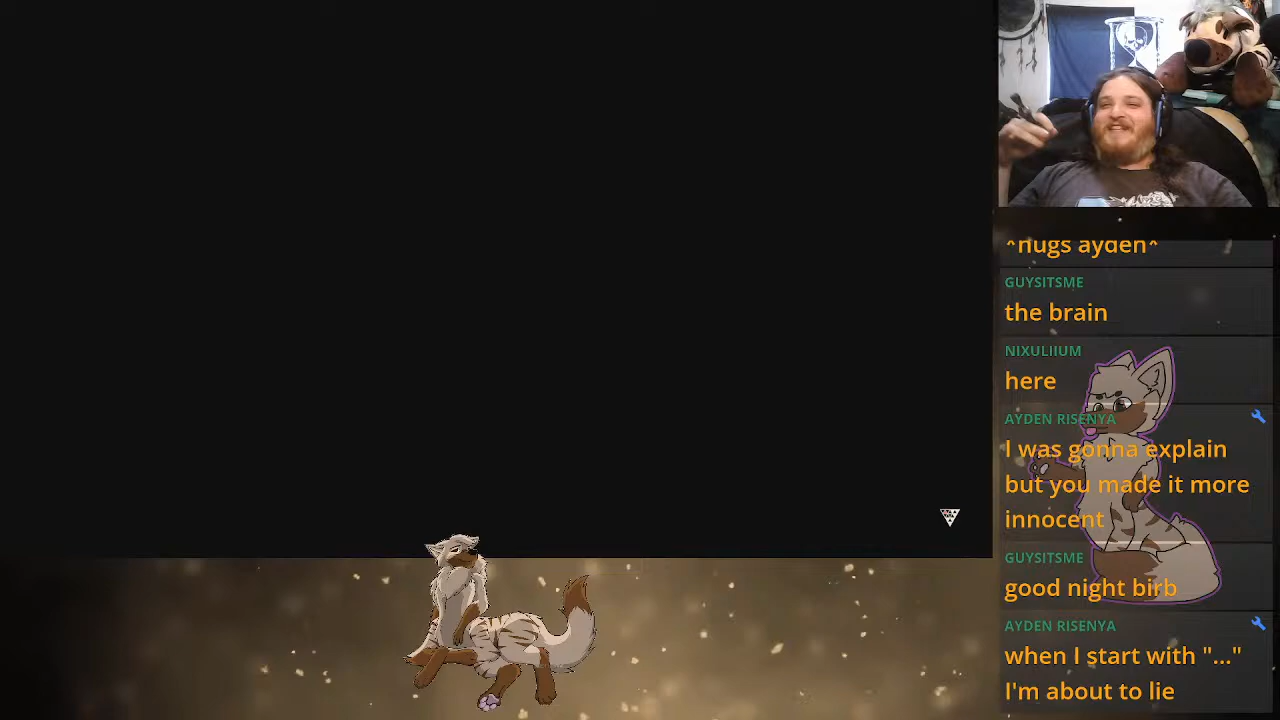 *hugs ayden*
GUYSITSME
the brain
NIXULIIUM
here
AYDEN RISENYA
I was gonna explain
but you made it more
innocent
GUYSITSME
good night birb
AYDEN RISENYA
when I start with "..."
I'm about to lie